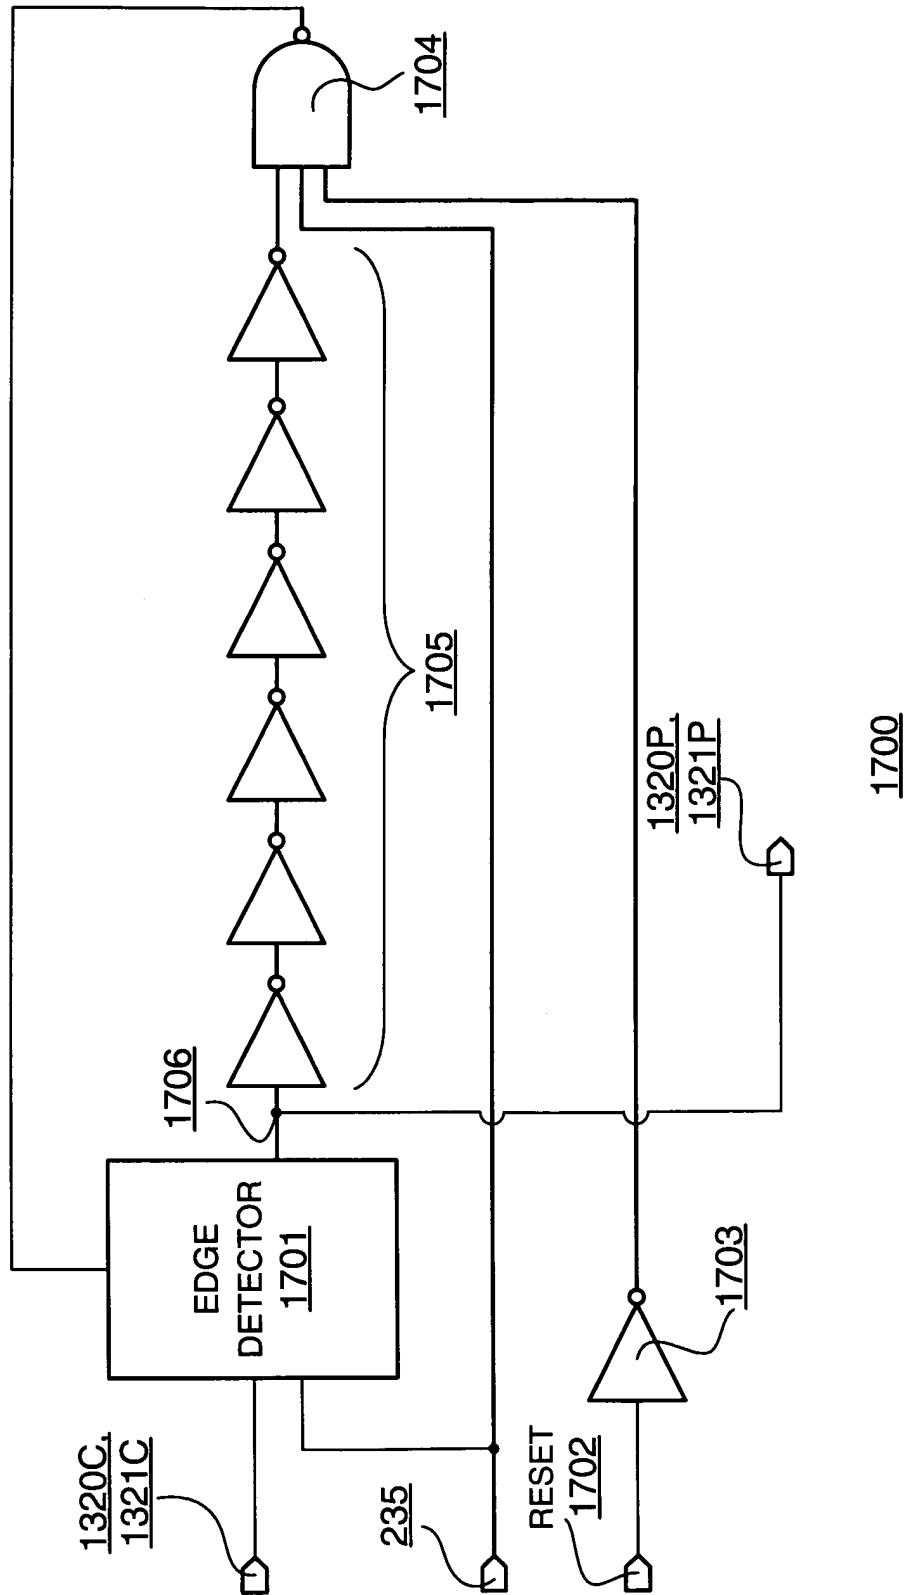 1320C,
1321C
235
RESET
1702
EDGE
DETECTOR
1701
1703
1706
1705
1320P,
1321P
1704
1700